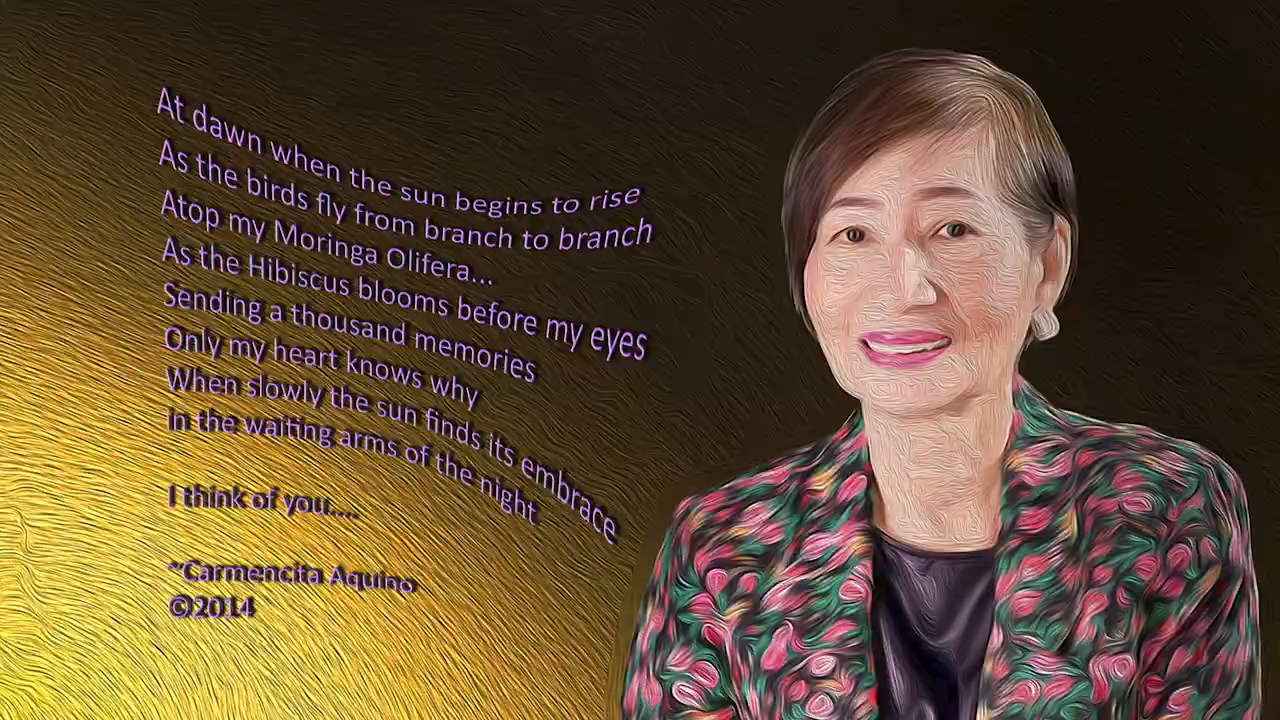 At dawn when the sun begins to rise
As the birds fly from branch to branch
Atop my Moringa Olifera...
As the Hibiscus blooms before my eyes
Sending a thousand memories
Only my heart knows why
When slowly the sun finds its embrace
in the waiting arms of the night
I think of you.....
~Carmencita Aquino
©2014